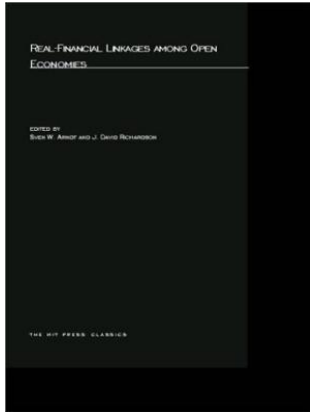 REAL-FINANCIAL LINKAGES AMONG OPEN
ECONOMIES
EDITED BY
SVEN W. ARNDT AND J. DAVID RICHARDSON
THE MIT PRESS CLASSICS